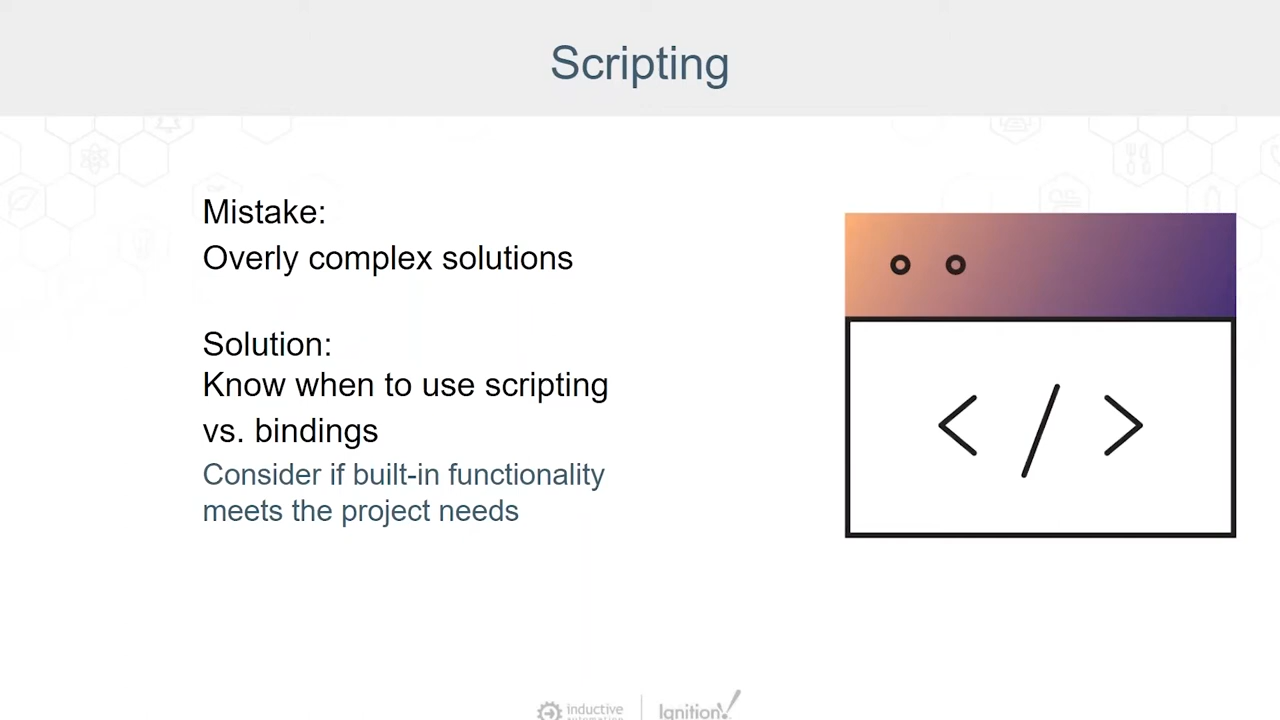 Scripting
Mistake:
Overly complex solutions
Solution:
Know when to use scripting
vs. bindings
Consider if built-in functionality
meets the project needs
</>
inductive
automation
Ignition!